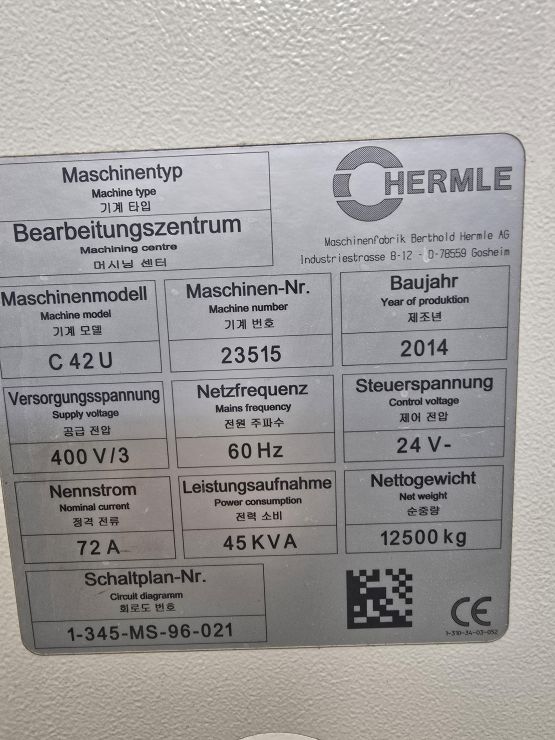 Maschinentyp
Machine type
기계 타입
Bearbeitungszentrum
Machining centre
머시닝 센터
HERMLE
Maschinenfabrik Berthold Hermle AG
Industriestrasse 8-12 - D-78559 Gosheim
Maschinenmodell
Machine model
기계 모델
C 42 U
Maschinen-Nr.
Machine number
기계 번호
23515
Baujahr
Year of produktion
제조년
2014
Versorgungsspannung
Supply voltage
공급 전압
400 V/3
Netzfrequenz
Mains frequency
전원 주파수
60 Hz
Steuerspannung
Control voltage
제어 전압
24 V-
Nennstrom
Nominal current
정격 전류
72 A
Leistungsaufnahme
Power consumption
전력 소비
45 KVA
Nettogewicht
Net weight
순중량
12500 kg
Schaltplan-Nr.
Circuit diagramm
회로도 번호
1-345-MS-96-021
CE
1-310-34-03-052